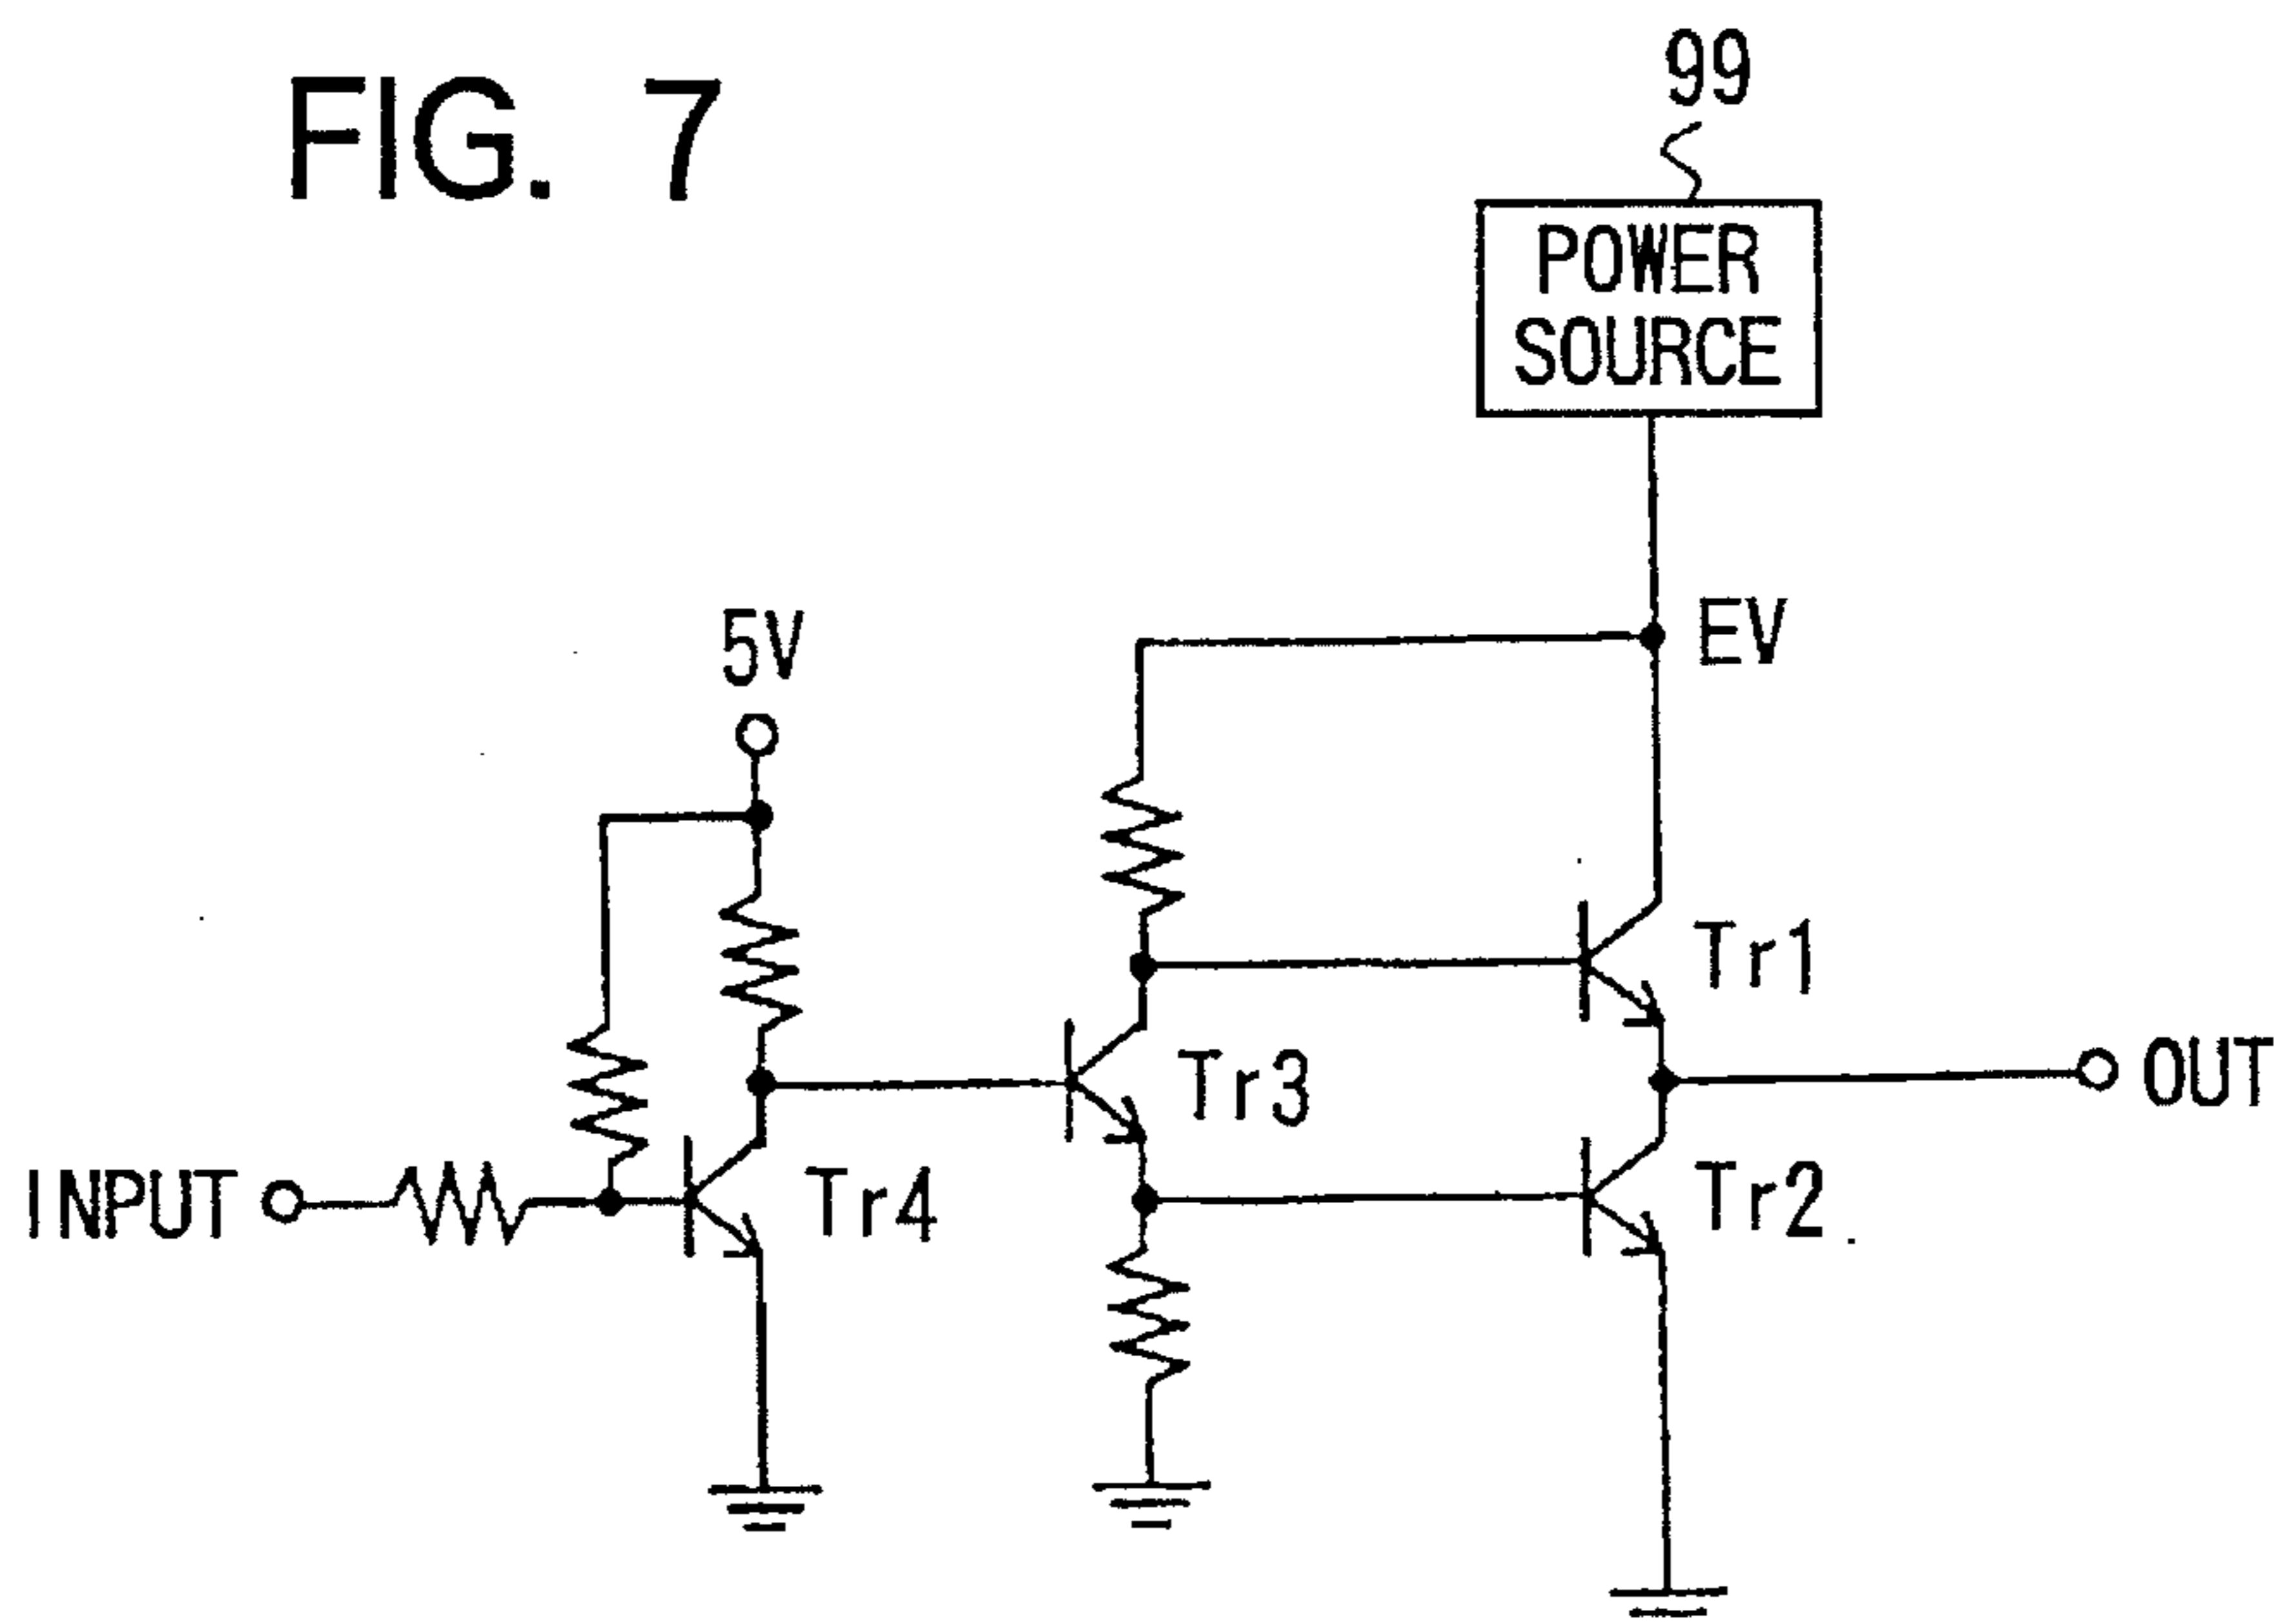 FIG. 7
99
POWER
SOURCE
EV
5V
Tr1
Tr3
OUT
INPUT
Tr4
Tr2